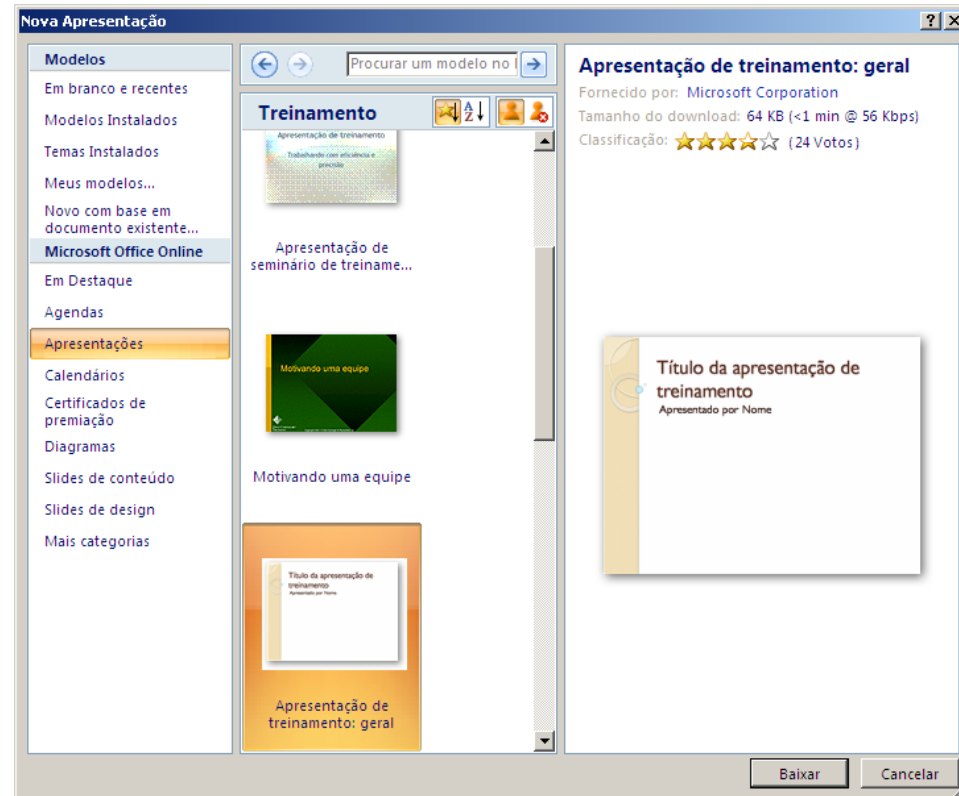 Nova Apresentação
Modelos
Em branco e recentes
Modelos Instalados
Temas Instalados
Meus modelos...
Novo com base em
documento existente...
Microsoft Office Online
Em Destaque
Agendas
Apresentações
Calendários
Certificados de
premiação
Diagramas
Slides de conteúdo
Slides de design
Mais categorias
Procurar um modelo no
Treinamento
Apresentação de treinamento
Trabalhando com eficiência e
precisão
Apresentação de
seminário de treiname...
Motivando uma equipe
Motivando uma equipe
Título da apresentação de
treinamento
Apresentado por Nome
Apresentação de
treinamento: geral
Apresentação de treinamento: geral
Fornecido por: Microsoft Corporation
Tamanho do download: 64 KB (<1 min @ 56 Kbps)
Classificação: (24 Votos)
Título da apresentação de
treinamento
Apresentado por Nome
Baixar
Cancelar